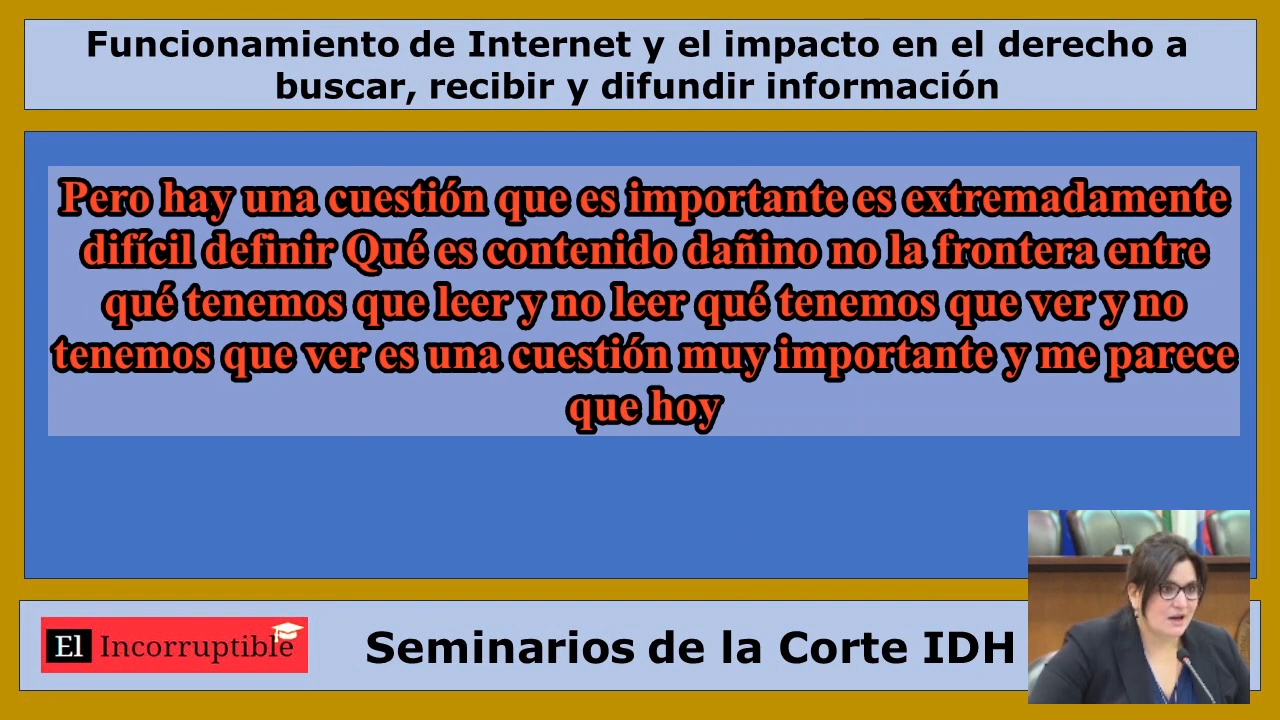 Funcionamiento de Internet y el impacto en el derecho a
buscar, recibir y difundir información
Pero hay una cuestión que es importante es extremadamente
difícil definir Qué es contenido dañino no la frontera entre
qué tenemos que leer y no leer qué tenemos que ver y no
tenemos que ver es una cuestión muy importante y me parece
que hoy
El Incorruptible
Seminarios de la Corte IDH